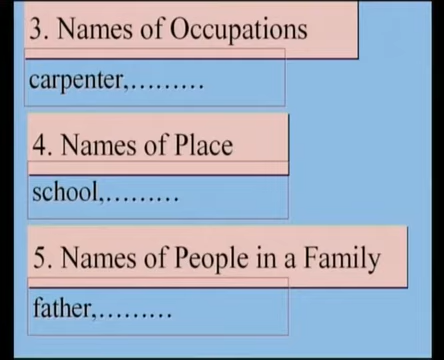 3. Names of Occupations
carpenter,.........
4. Names of Place
school,.........
5. Names of People in a Family
father,.........